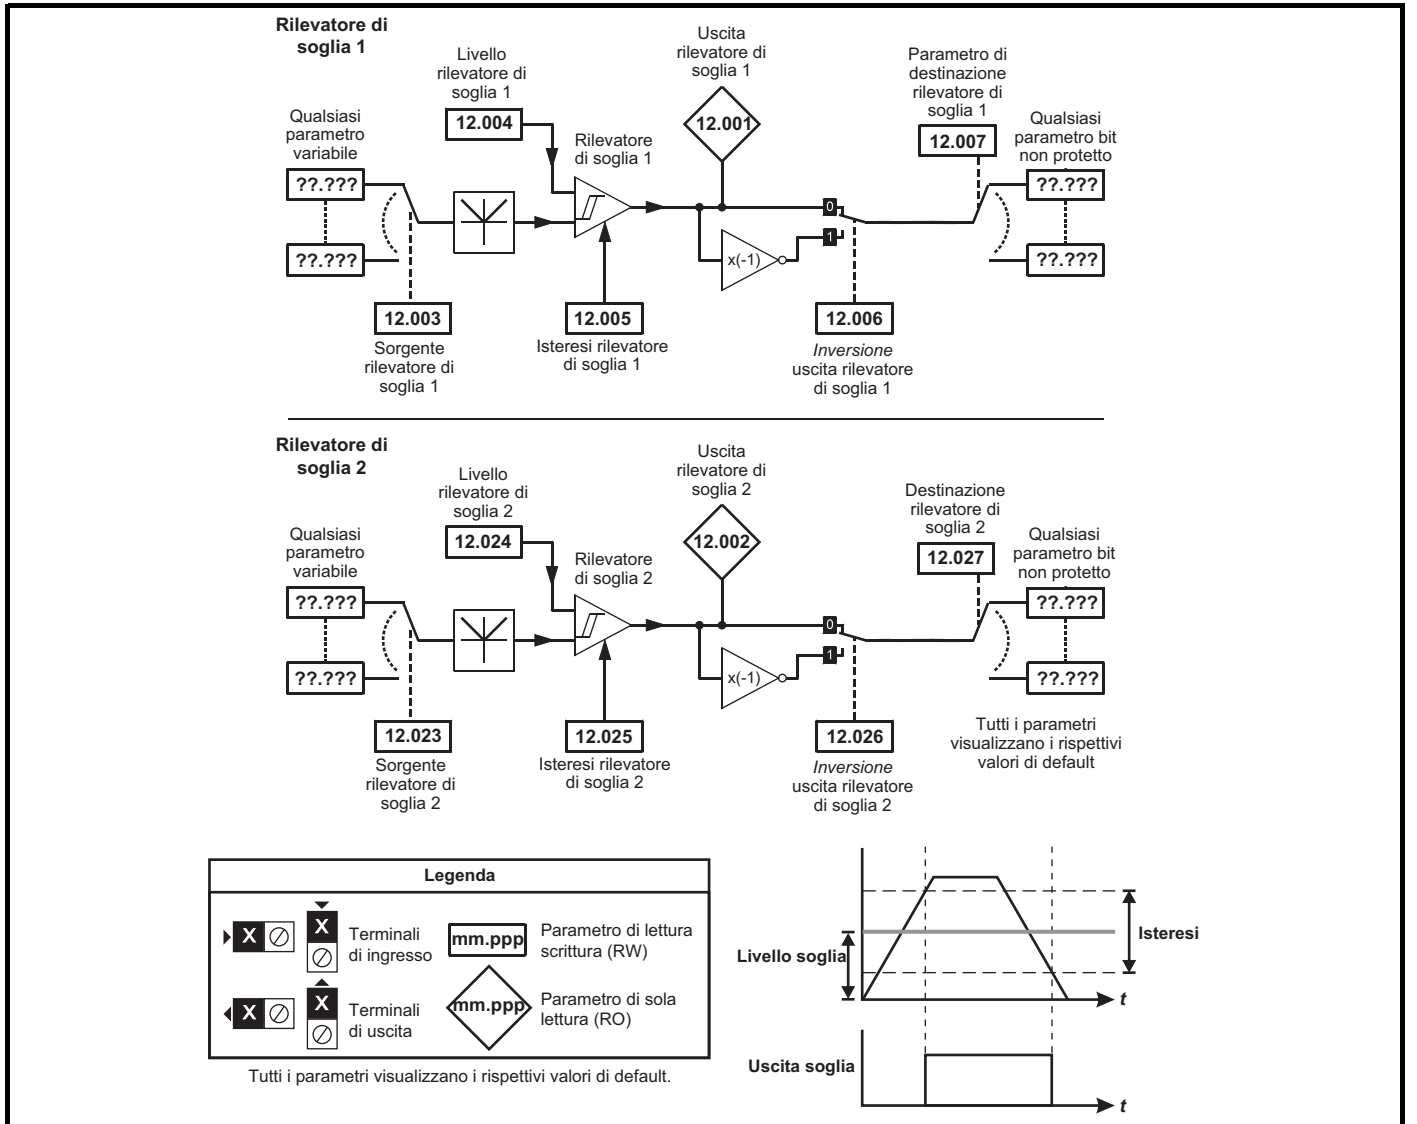 Rilevatore di
soglia 1
Livello
rilevatore di
soglia 1
12.004
Uscita
rilevatore di
soglia 1
12.001
Parametro di
destinazione
rilevatore di
soglia 1
12.007
Qualsiasi
parametro
variabile
??.???
??.???
Rilevatore
di soglia 1
0
1
x(-1)
Qualsiasi
parametro bit
non protetto
??.???
??.???
12.003
Sorgente
rilevatore di
soglia 1
12.005
Isteresi rilevatore
di soglia 1
12.006
Inversione
uscita rilevatore
di soglia 1
Rilevatore di
soglia 2
Livello
rilevatore di
soglia 2
12.024
Uscita
rilevatore di
soglia 2
12.002
Destinazione
rilevatore di
soglia 2
12.027
Qualsiasi
parametro
variabile
??.???
??.???
Rilevatore
di soglia 2
0
1
x(-1)
Qualsiasi
parametro bit
non protetto
??.???
??.???
12.023
Sorgente
rilevatore di
soglia 2
12.025
Isteresi rilevatore
di soglia 2
12.026
Inversione
uscita rilevatore
di soglia 2
Tutti i parametri
visualizzano i rispettivi
valori di default
Legenda
X
X
Terminali
di ingresso
mm.ppp
Parametro di lettura
scrittura (RW)
X
X
Terminali
di uscita
mm.ppp
Parametro di sola
lettura (RO)
Tutti i parametri visualizzano i rispettivi valori di default.
Livello soglia
Isteresi
t
Uscita soglia
t